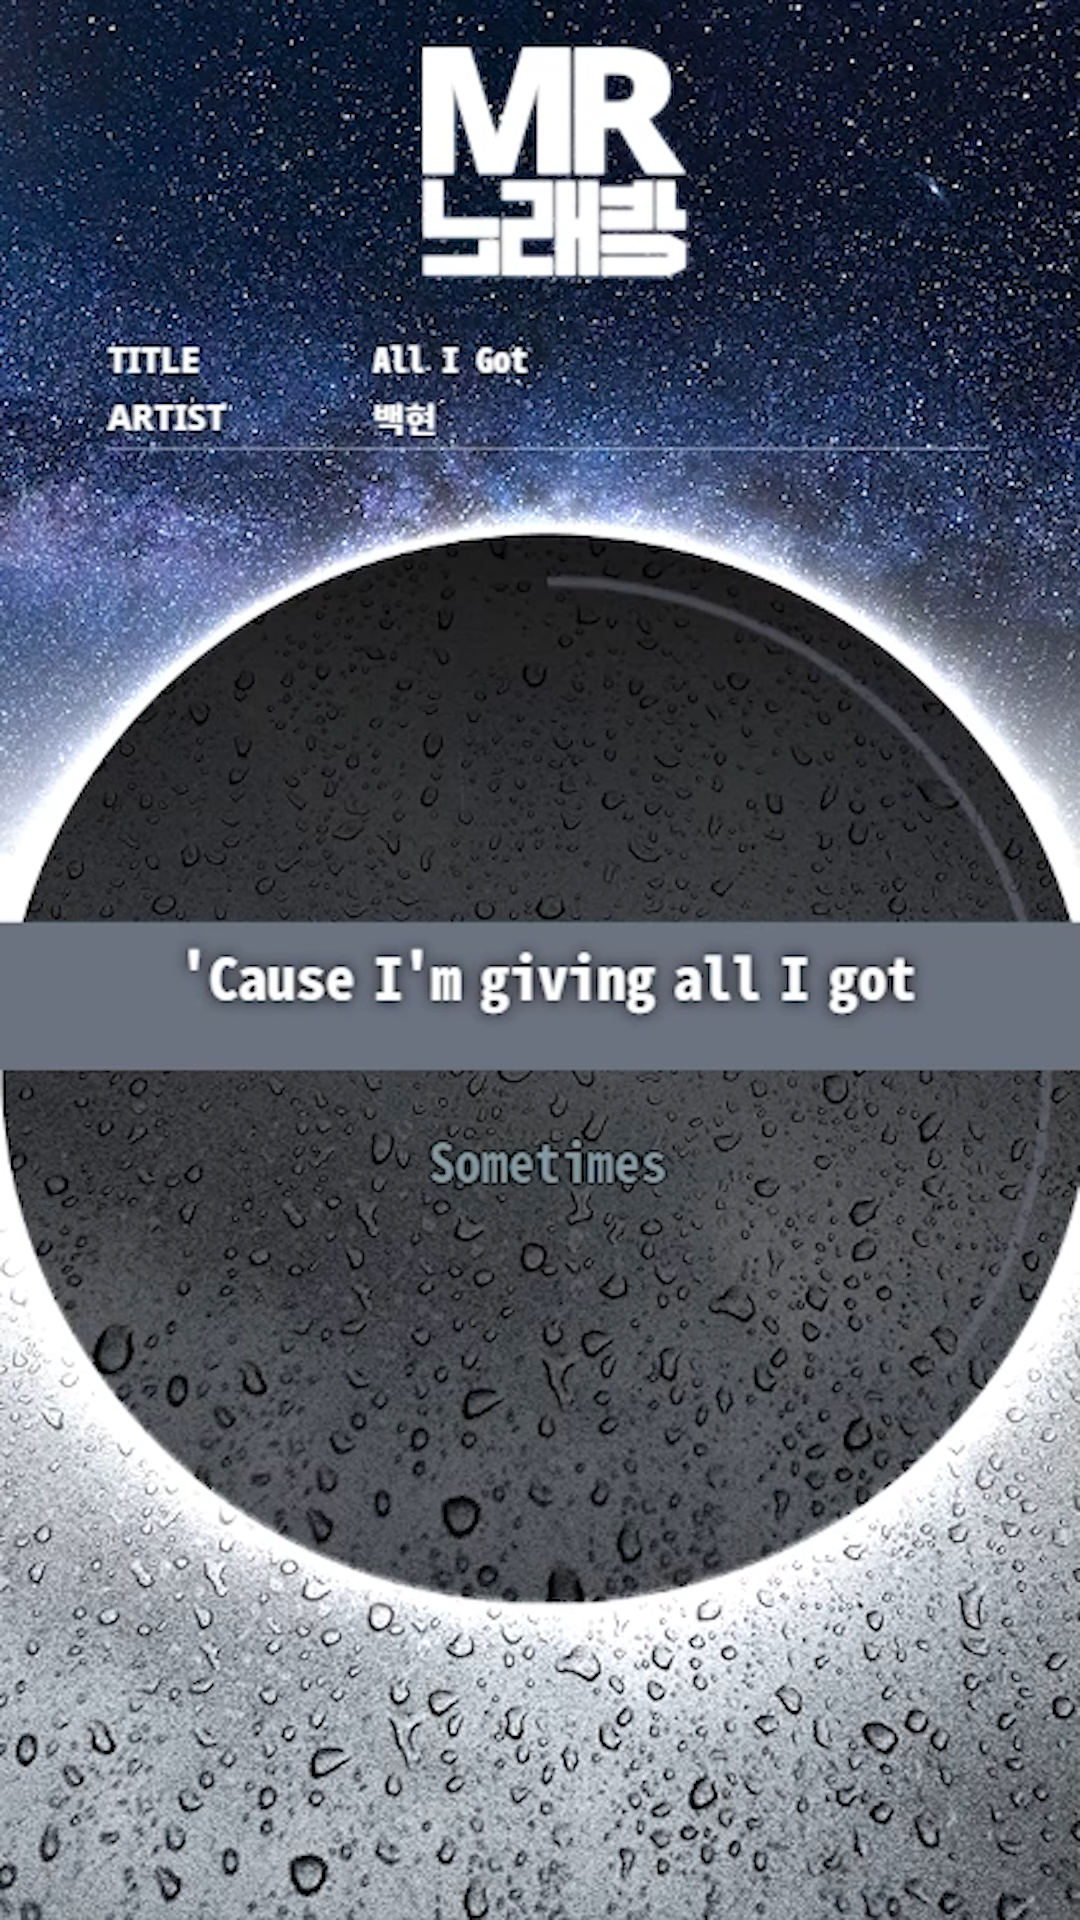 MR
노래방
TITLE All I Got
ARTIST 백현
'Cause I'm giving all I got
Sometimes